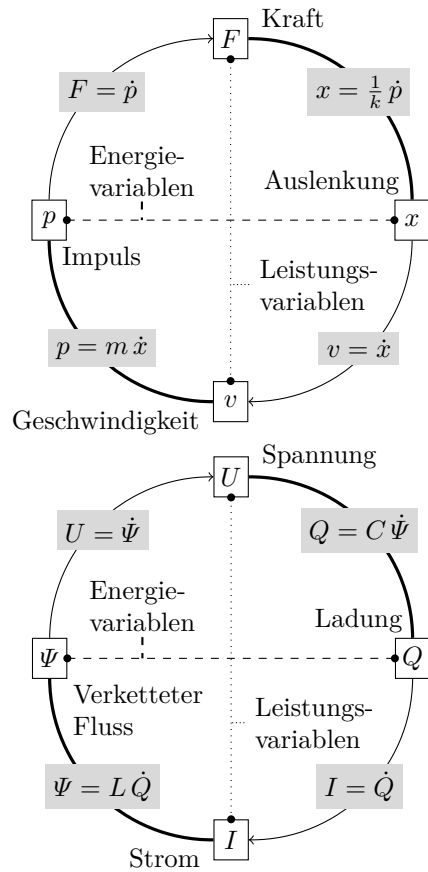 Kraft
F
F = ṗ
x = 1/k ṗ
Energie-
variablen
Auslenkung
p
x
Impuls
Leistungs-
variablen
p = m ẋ
v = ẋ
v
Geschwindigkeit
Spannung
U
U = Ψ̇
Q = C Ψ̇
Energie-
variablen
Ladung
Ψ
Q
Verketteter
Fluss
Leistungs-
variablen
Ψ = L Q̇
I = Q̇
I
Strom